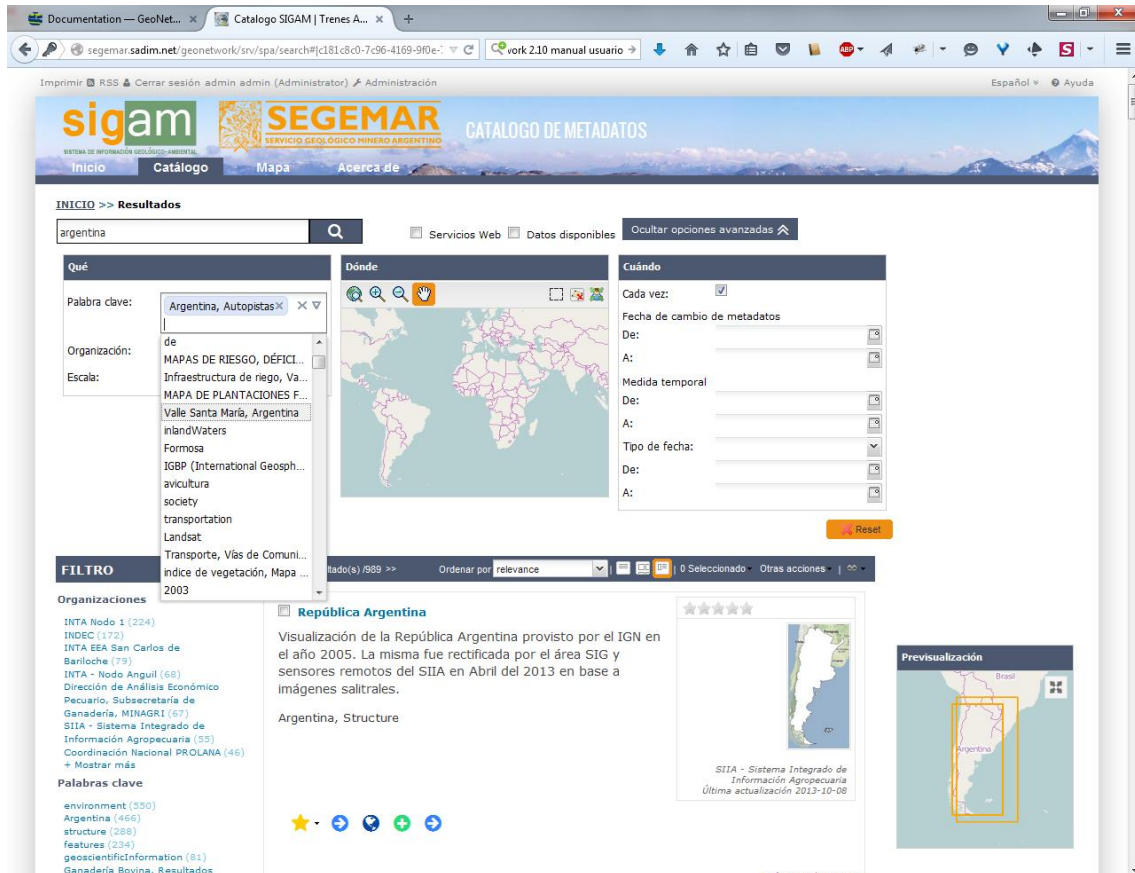 Documentation — GeoNet...
Catalogo SIGAM | Trenes A...
segemar.sadim.net/geonetwork/srv/spa/search#|c181c8c0-7c96-4169-9f0e-
work 2.10 manual usuario
ABP
S
Imprimir RSS Cerrar sesión admin admin (Administrator) Administración
Español Ayuda
sigam
SISTEMA DE INFORMACIÓN GEOLÓGICO-AMBIENTAL
SEGEMAR
SERVICIO GEOLÓGICO MINERO ARGENTINO
CATALOGO DE METADATOS
Inicio Catálogo Mapa Acerca de
INICIO >> Resultados
argentina
Servicios Web Datos disponibles
Ocultar opciones avanzadas
Qué
Palabra clave:
Argentina, Autopistas
Organización:
Escala:
de
MAPAS DE RIESGO, DÉFICI...
Infraestructura de riego, Va...
MAPA DE PLANTACIONES F...
Valle Santa María, Argentina
inlandWaters
Formosa
IGBP (International Geosph...
avicultura
society
transportation
Landsat
Transporte, Vías de Comuni...
indice de vegetación, Mapa ...
2003
Dónde
Cuándo
Cada vez:
Fecha de cambio de metadatos
De:
A:
Medida temporal
De:
A:
Tipo de fecha:
De:
A:
Reset
FILTRO
ltado(s) /989 >>
Ordenar por relevance
| 0 Seleccionado Otras acciones |
Organizaciones
INTA Nodo 1 (224)
INDEC (172)
INTA EEA San Carlos de
Bariloche (79)
INTA - Nodo Anguil (68)
Dirección de Análisis Económico
Pecuario, Subsecretaría de
Ganadería, MINAGRI (67)
SIIA - Sistema Integrado de
Información Agropecuaria (55)
Coordinación Nacional PROLANA (46)
+ Mostrar más
Palabras clave
environment (550)
Argentina (466)
structure (288)
features (234)
geoscientificInformation (81)
Ganadería Bovina, Resultados
República Argentina
Visualización de la República Argentina provisto por el IGN en
el año 2005. La misma fue rectificada por el área SIG y
sensores remotos del SIIA en Abril del 2013 en base a
imágenes salitrales.
Argentina, Structure
SIIA - Sistema Integrado de
Información Agropecuaria
Última actualización 2013-10-08
Previsualización
Brasil
Argentina